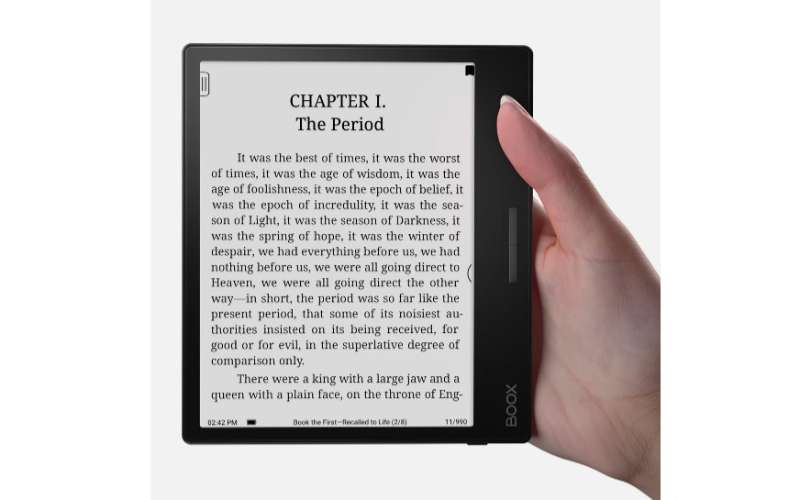 CHAPTER I.
The Period
It was the best of times, it was the worst
of times, it was the age of wisdom, it was the
age of foolishness, it was the epoch of belief, it
was the epoch of incredulity, it was the sea-
son of Light, it was the season of Darkness, it
was the spring of hope, it was the winter of
despair, we had everything before us, we had
nothing before us, we were all going direct to
Heaven, we were all going direct the other
way—in short, the period was so far like the
present period, that some of its noisiest au-
thorities insisted on its being received, for
good or for evil, in the superlative degree of
comparison only.
There were a king with a large jaw and a
queen with a plain face, on the throne of Eng-
02:42 PM Book the First—Recalled to Life (2/8) 11/990
BOOX